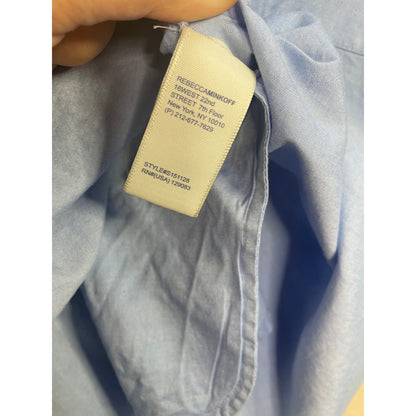 REBECCAMINKOFF
16WEST 22nd
STREET 7th Floor
New York, NY 10010
(P) 212-677-7829
STYLE#S151128
RN#(USA) 129083